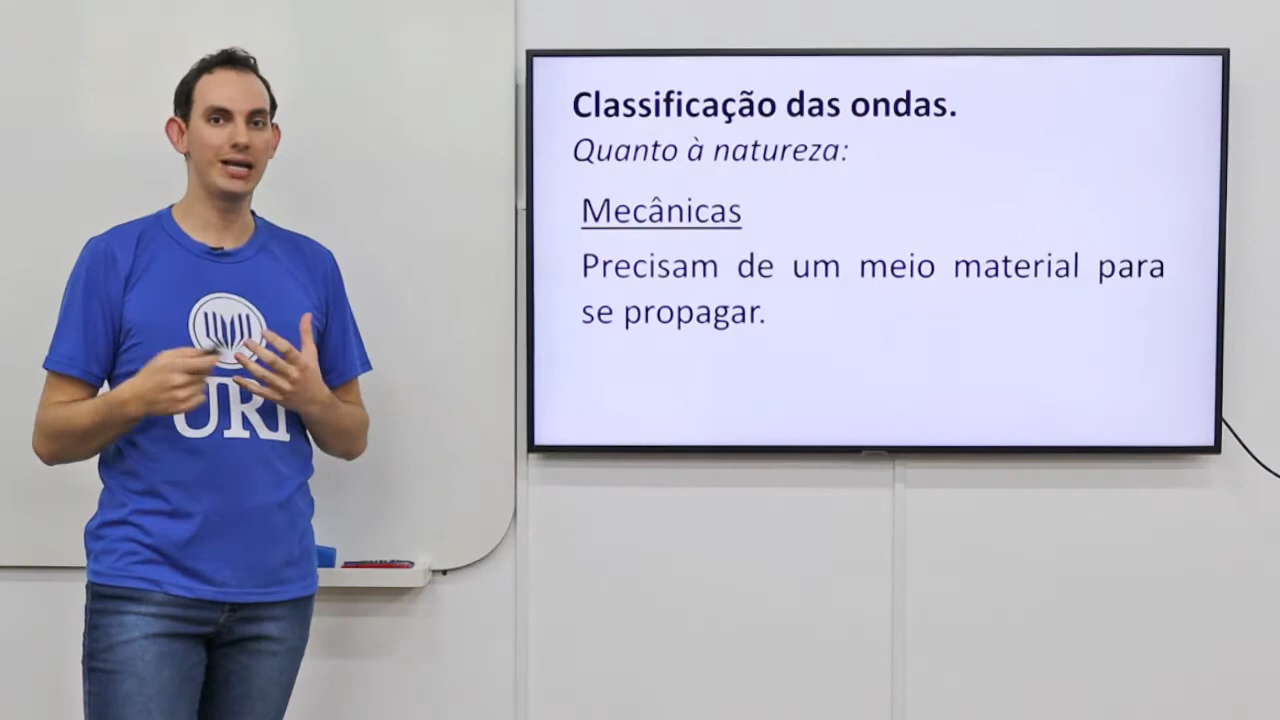 Classificação das ondas.
Quanto à natureza:
Mecânicas
Precisam de um meio material para
se propagar.
URI